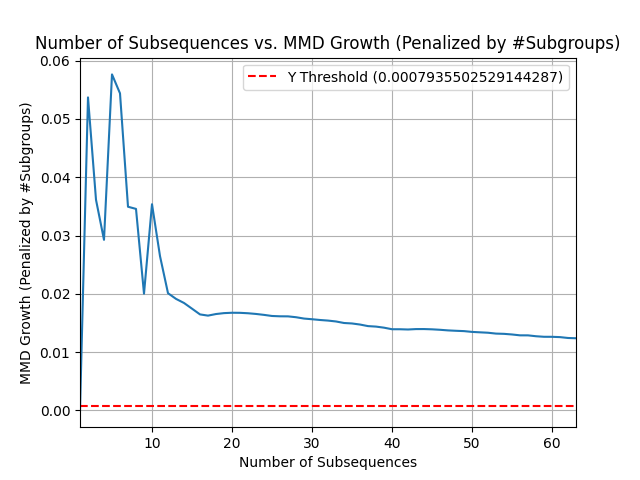 Number of Subsequences vs. MMD Growth (Penalized by #Subgroups)
Y Threshold (0.0007935502529144287)
MMD Growth (Penalized by #Subgroups)
0.06
0.05
0.04
0.03
0.02
0.01
0.00
10 20 30 40 50 60
Number of Subsequences